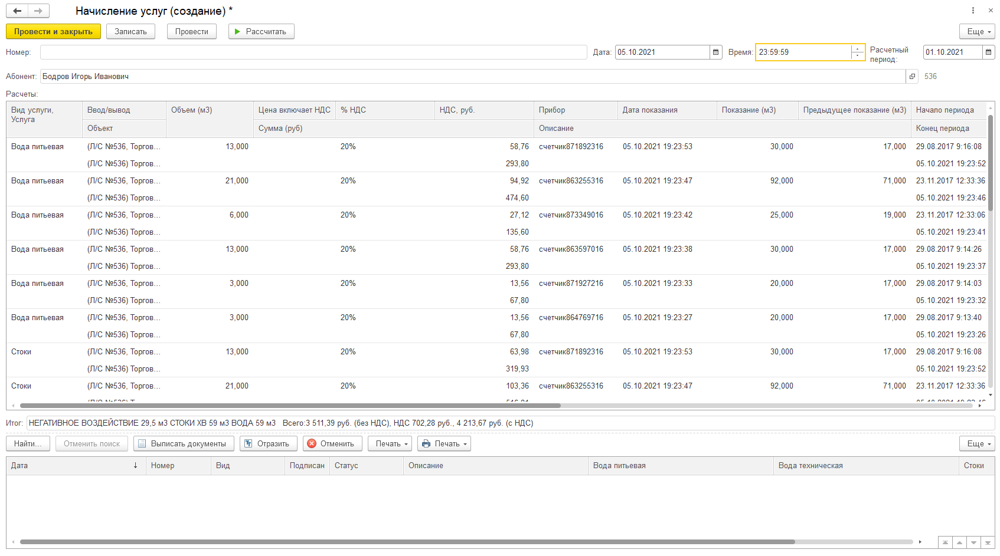 Начисление услуг (создание) *
Провести и закрыть Записать Провести Рассчитать Еще
Номер: Дата: 05.10.2021 Время: 23:59:59 Расчетный период: 01.10.2021
Абонент: Бодров Игорь Иванович 536
Расчеты:
Вид услуги, Услуга Ввод/вывод Объем (м3) Цена включает НДС % НДС НДС, руб. Прибор Дата показания Показание (м3) Предыдущее показание (м3) Начало периода
Объект Сумма (руб) Описание Конец периода
Вода питьевая (Л/С №536, Торгов... 13,000 20% 58,76 счетчик871892316 05.10.2021 19:23:53 30,000 17,000 29.08.2017 9:16:08
(Л/С №536) Торгов... 293,80 05.10.2021 19:23:52
Вода питьевая (Л/С №536, Торгов... 21,000 20% 94,92 счетчик863255316 05.10.2021 19:23:47 92,000 71,000 23.11.2017 12:33:36
(Л/С №536) Торгов... 474,60 05.10.2021 19:23:46
Вода питьевая (Л/С №536, Торгов... 6,000 20% 27,12 счетчик873349016 05.10.2021 19:23:42 25,000 19,000 23.11.2017 12:33:06
(Л/С №536) Торгов... 135,60 05.10.2021 19:23:41
Вода питьевая (Л/С №536, Торгов... 13,000 20% 58,76 счетчик863597016 05.10.2021 19:23:38 30,000 17,000 29.08.2017 9:14:26
(Л/С №536) Торгов... 293,80 05.10.2021 19:23:37
Вода питьевая (Л/С №536, Торгов... 3,000 20% 13,56 счетчик871927216 05.10.2021 19:23:33 20,000 17,000 29.08.2017 9:14:03
(Л/С №536) Торгов... 67,80 05.10.2021 19:23:32
Вода питьевая (Л/С №536, Торгов... 3,000 20% 13,56 счетчик864769716 05.10.2021 19:23:27 20,000 17,000 29.08.2017 9:13:40
(Л/С №536) Торгов... 67,80 05.10.2021 19:23:26
Стоки (Л/С №536, Торгов... 13,000 20% 63,98 счетчик871892316 05.10.2021 19:23:53 30,000 17,000 29.08.2017 9:16:08
(Л/С №536) Торгов... 319,93 05.10.2021 19:23:52
Стоки (Л/С №536, Торгов... 21,000 20% 103,36 счетчик863255316 05.10.2021 19:23:47 92,000 71,000 23.11.2017 12:33:36
Итог: НЕГАТИВНОЕ ВОЗДЕЙСТВИЕ 29,5 м3 СТОКИ ХВ 59 м3 ВОДА 59 м3 Всего:3 511,39 руб. (без НДС), НДС 702,28 руб., 4 213,67 руб. (с НДС)
Найти... Отменить поиск Выписать документы Отразить Отменить Печать Печать Еще
Дата Номер Вид Подписан Статус Описание Вода питьевая Вода техническая Стоки